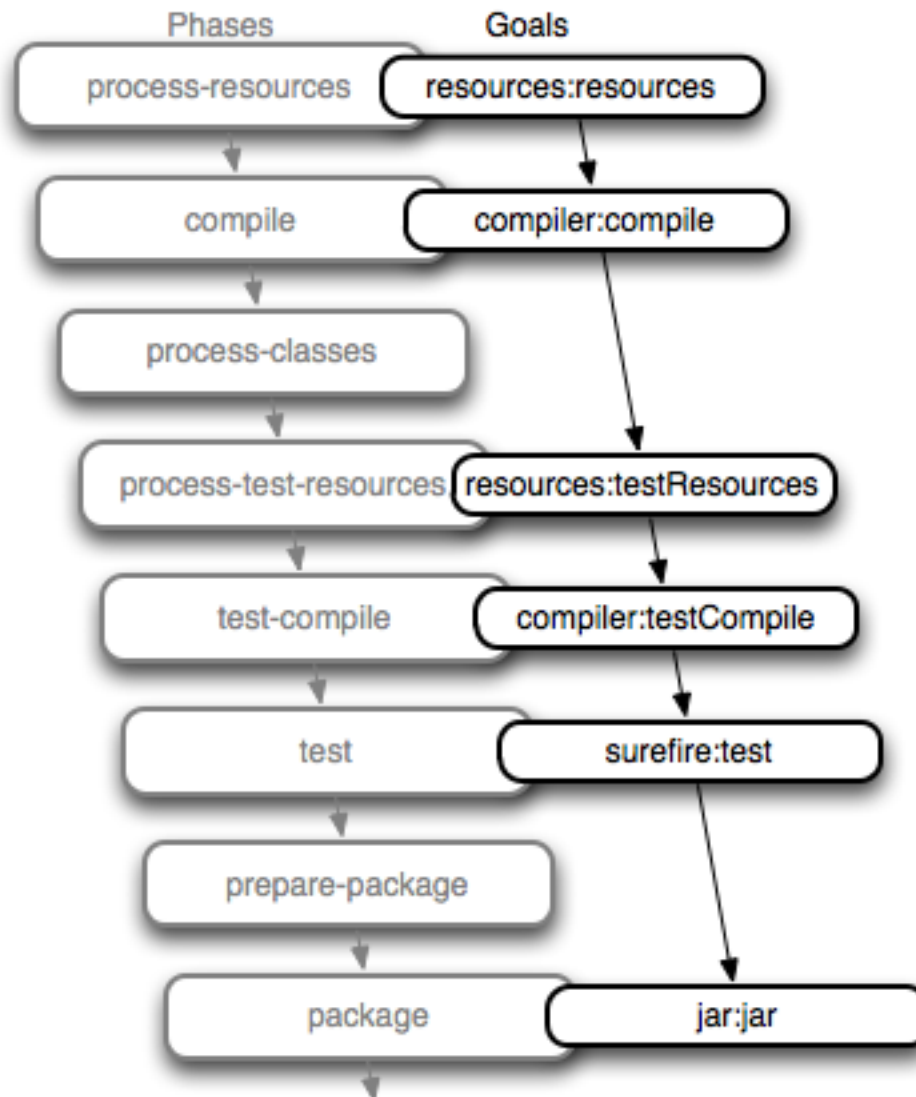 Phases Goals
process-resources resources:resources
compile compiler:compile
process-classes
process-test-resources resources:testResources
test-compile compiler:testCompile
test surefire:test
prepare-package
package jar:jar